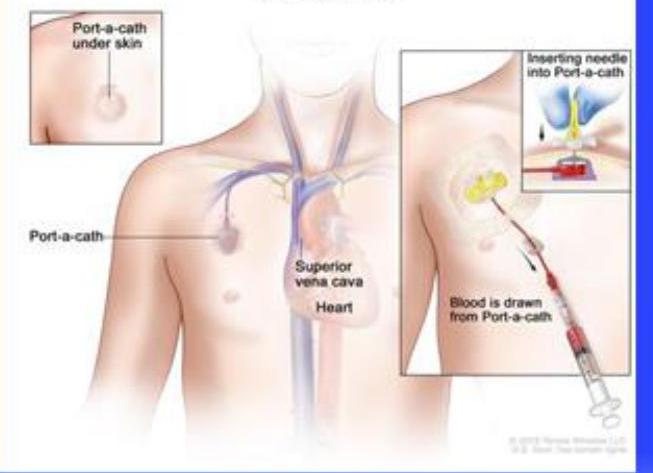 Port-a-cath
under skin
Inserting needle
into Port-a-cath
Port-a-cath
Superior
vena cava
Heart
Blood is drawn
from Port-a-cath